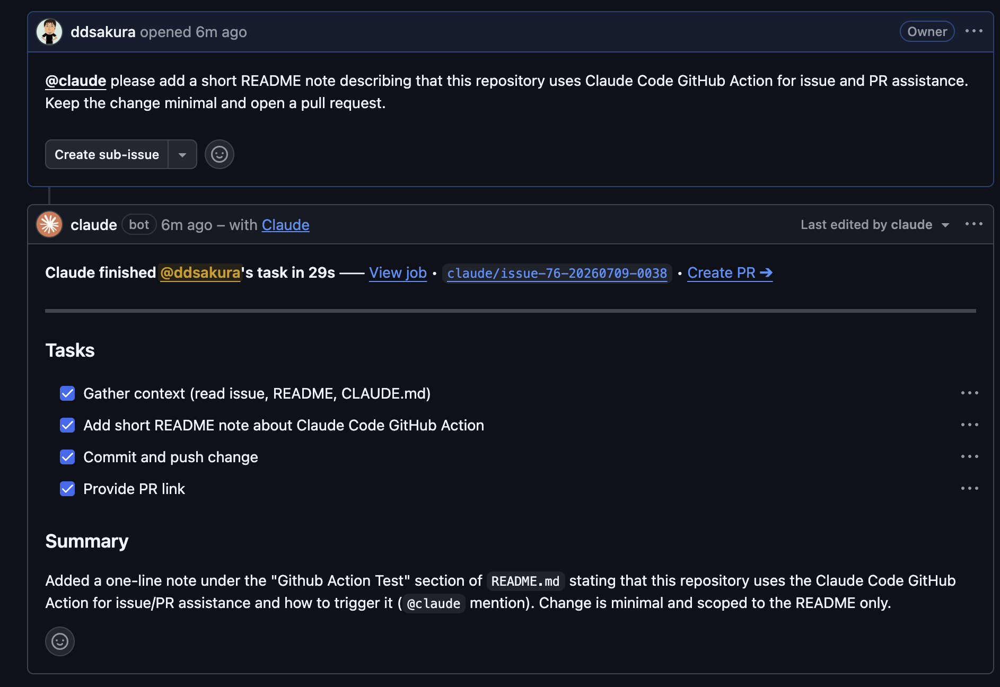 ddsakura opened 6m ago
Owner
@claude please add a short README note describing that this repository uses Claude Code GitHub Action for issue and PR assistance.
Keep the change minimal and open a pull request.
Create sub-issue
claude bot 6m ago – with Claude
Last edited by claude
Claude finished @ddsakura's task in 29s —— View job • claude/issue-76-20260709-0038 • Create PR ➔
Tasks
Gather context (read issue, README, CLAUDE.md)
Add short README note about Claude Code GitHub Action
Commit and push change
Provide PR link
Summary
Added a one-line note under the "Github Action Test" section of README.md stating that this repository uses the Claude Code GitHub
Action for issue/PR assistance and how to trigger it (@claude mention). Change is minimal and scoped to the README only.